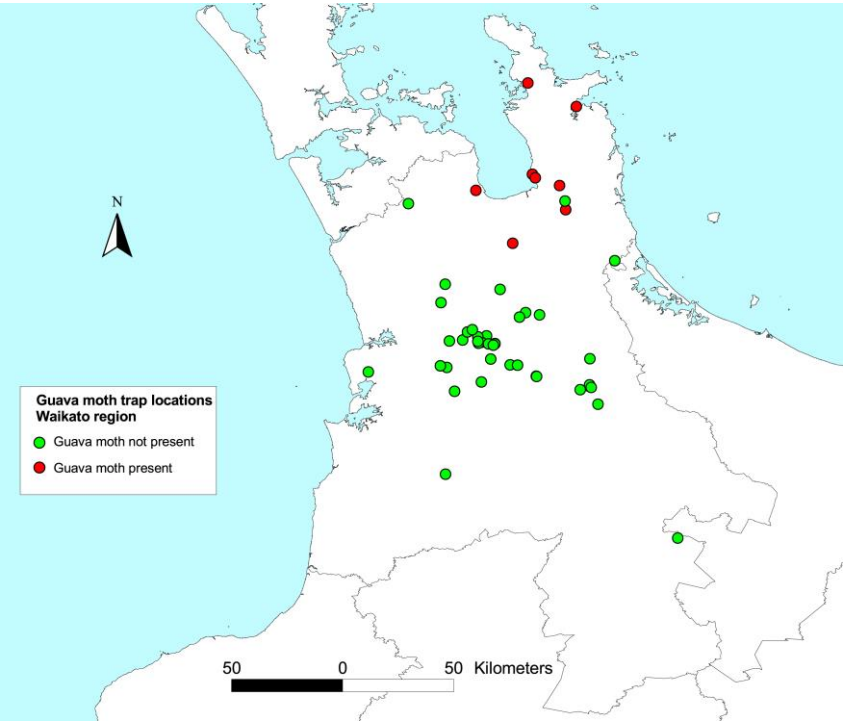 N
Guava moth trap locations
Waikato region
Guava moth not present
Guava moth present
50 0 50 Kilometers